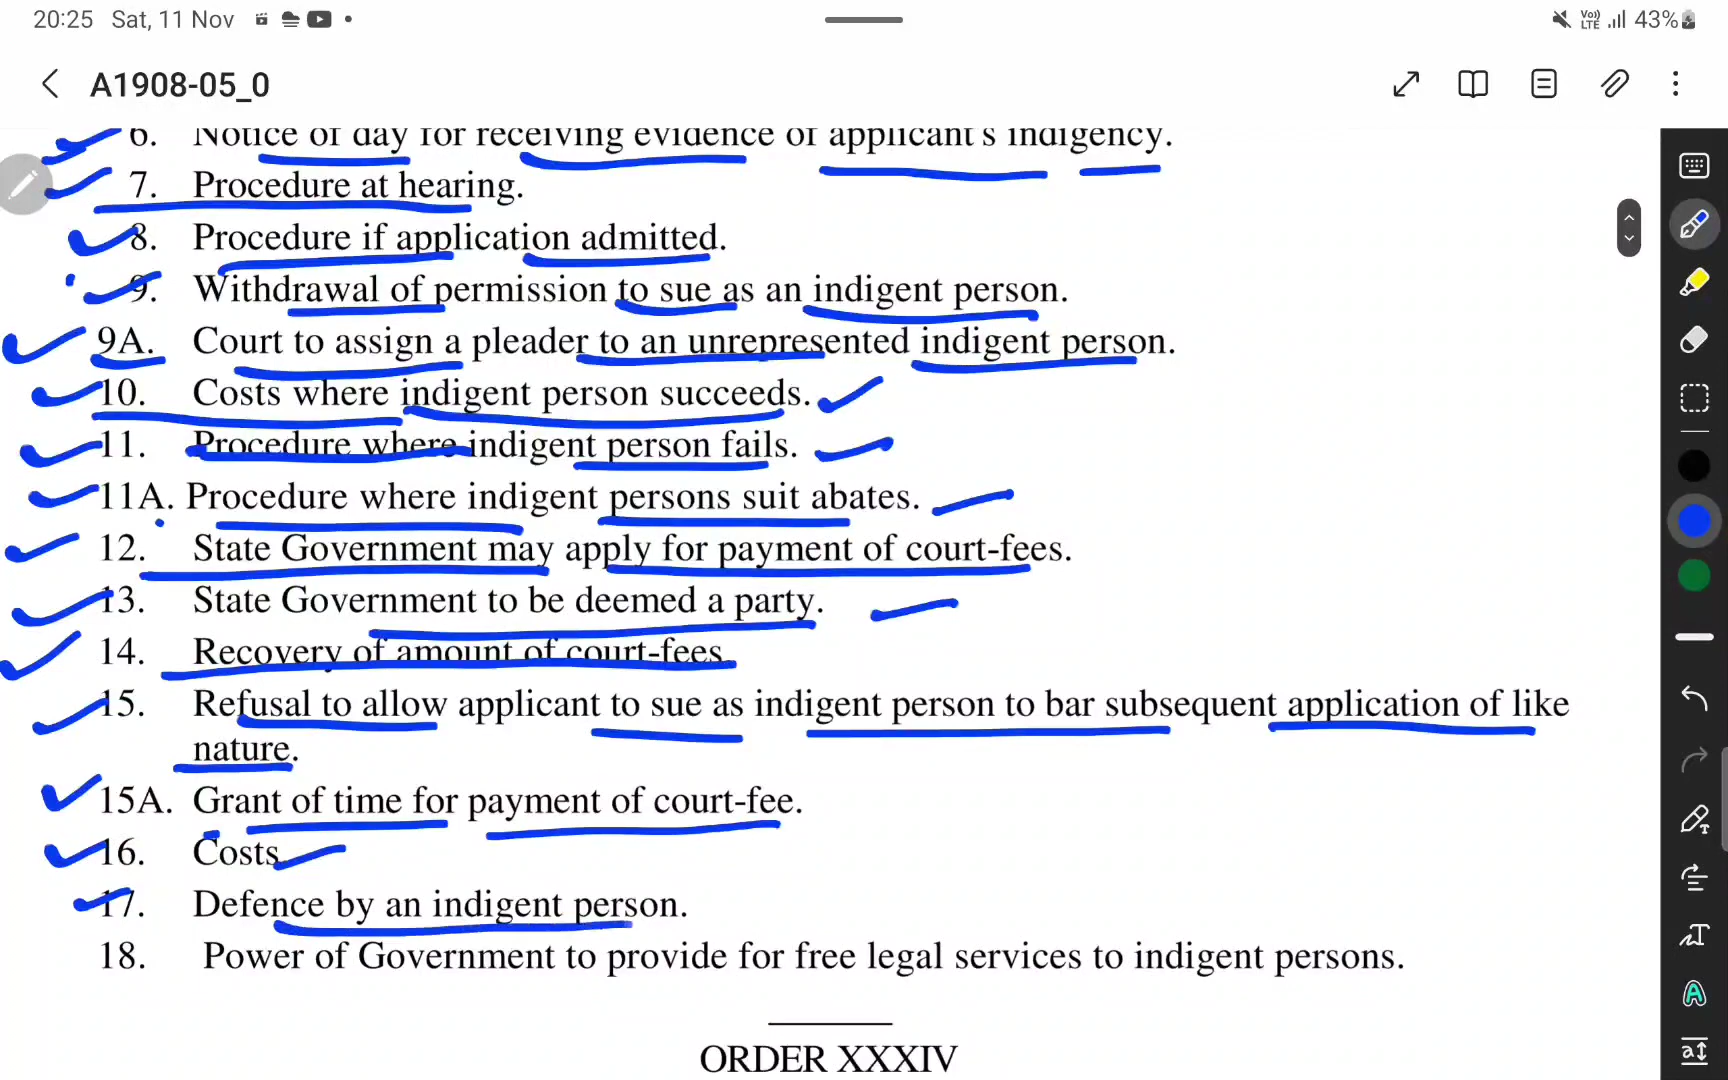 20:25 Sat, 11 Nov
Vo) LTE 43%
A1908-05_0
6. Notice of day for receiving evidence of applicant's indigency.
7. Procedure at hearing.
8. Procedure if application admitted.
9. Withdrawal of permission to sue as an indigent person.
9A. Court to assign a pleader to an unrepresented indigent person.
10. Costs where indigent person succeeds.
11. Procedure where indigent person fails.
11A. Procedure where indigent persons suit abates.
12. State Government may apply for payment of court-fees.
13. State Government to be deemed a party.
14. Recovery of amount of court-fees
15. Refusal to allow applicant to sue as indigent person to bar subsequent application of like
nature.
15A. Grant of time for payment of court-fee.
16. Costs
17. Defence by an indigent person.
18. Power of Government to provide for free legal services to indigent persons.
ORDER XXXIV